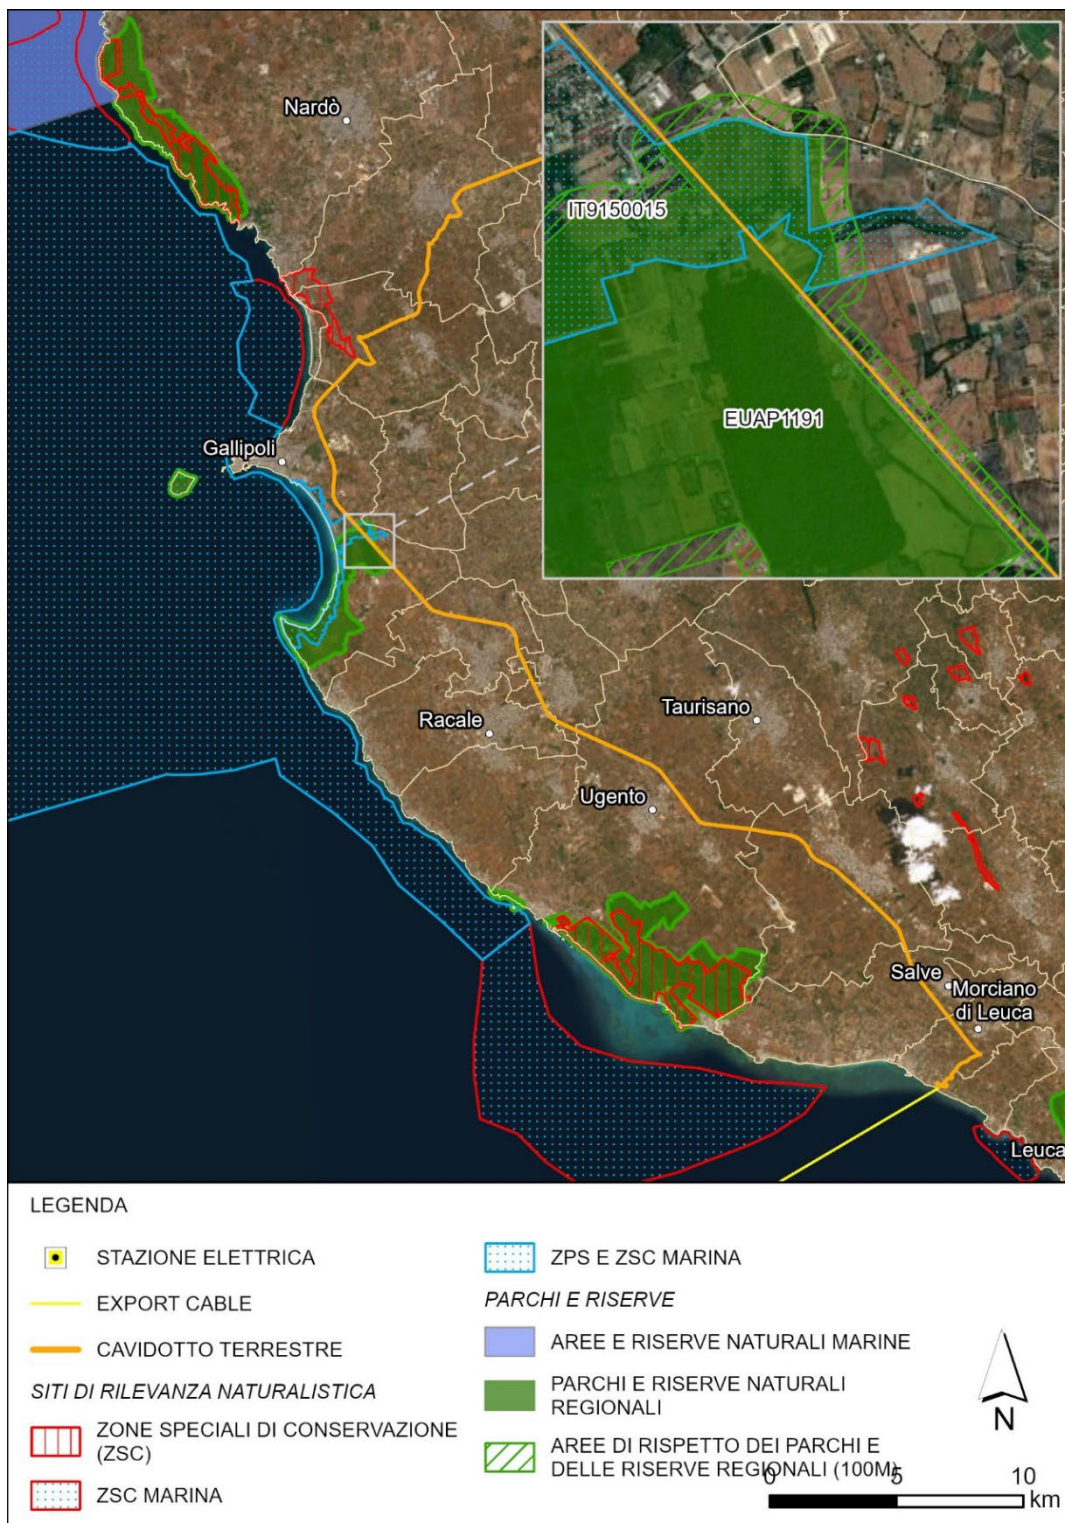 Nardò
IT9150015
EUAP1191
Gallipoli
Racale
Taurisano
Ugento
Salve
Morciano
di Leuca
Leuca
LEGENDA
STAZIONE ELETTRICA
EXPORT CABLE
CAVIDOTTO TERRESTRE
SITI DI RILEVANZA NATURALISTICA
ZONE SPECIALI DI CONSERVAZIONE
(ZSC)
ZSC MARINA
ZPS E ZSC MARINA
PARCHI E RISERVE
AREE E RISERVE NATURALI MARINE
PARCHI E RISERVE NATURALI
REGIONALI
AREE DI RISPETTO DEI PARCHI E
DELLE RISERVE REGIONALI (100M)
N
0 5 10
km